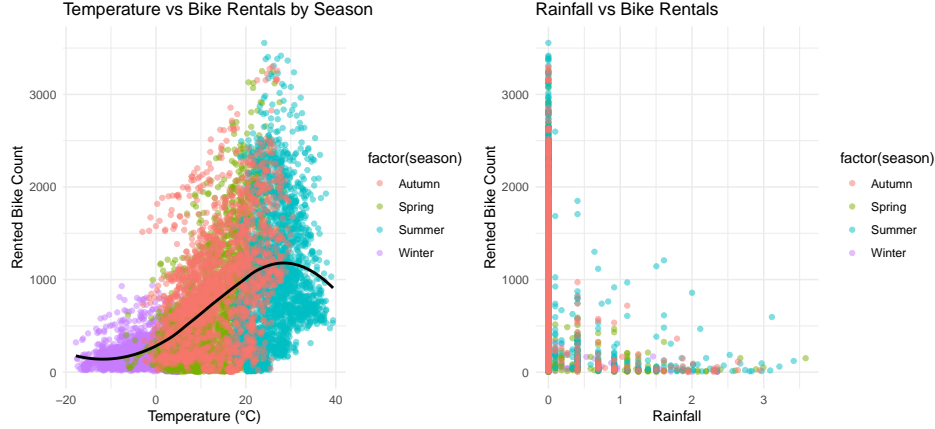 Temperature vs Bike Rentals by Season
Rented Bike Count
3000
2000
1000
0
−20
0
20
40
Temperature (°C)
factor(season)
Autumn
Spring
Summer
Winter
Rainfall vs Bike Rentals
Rented Bike Count
3000
2000
1000
0
0
1
2
3
Rainfall
factor(season)
Autumn
Spring
Summer
Winter